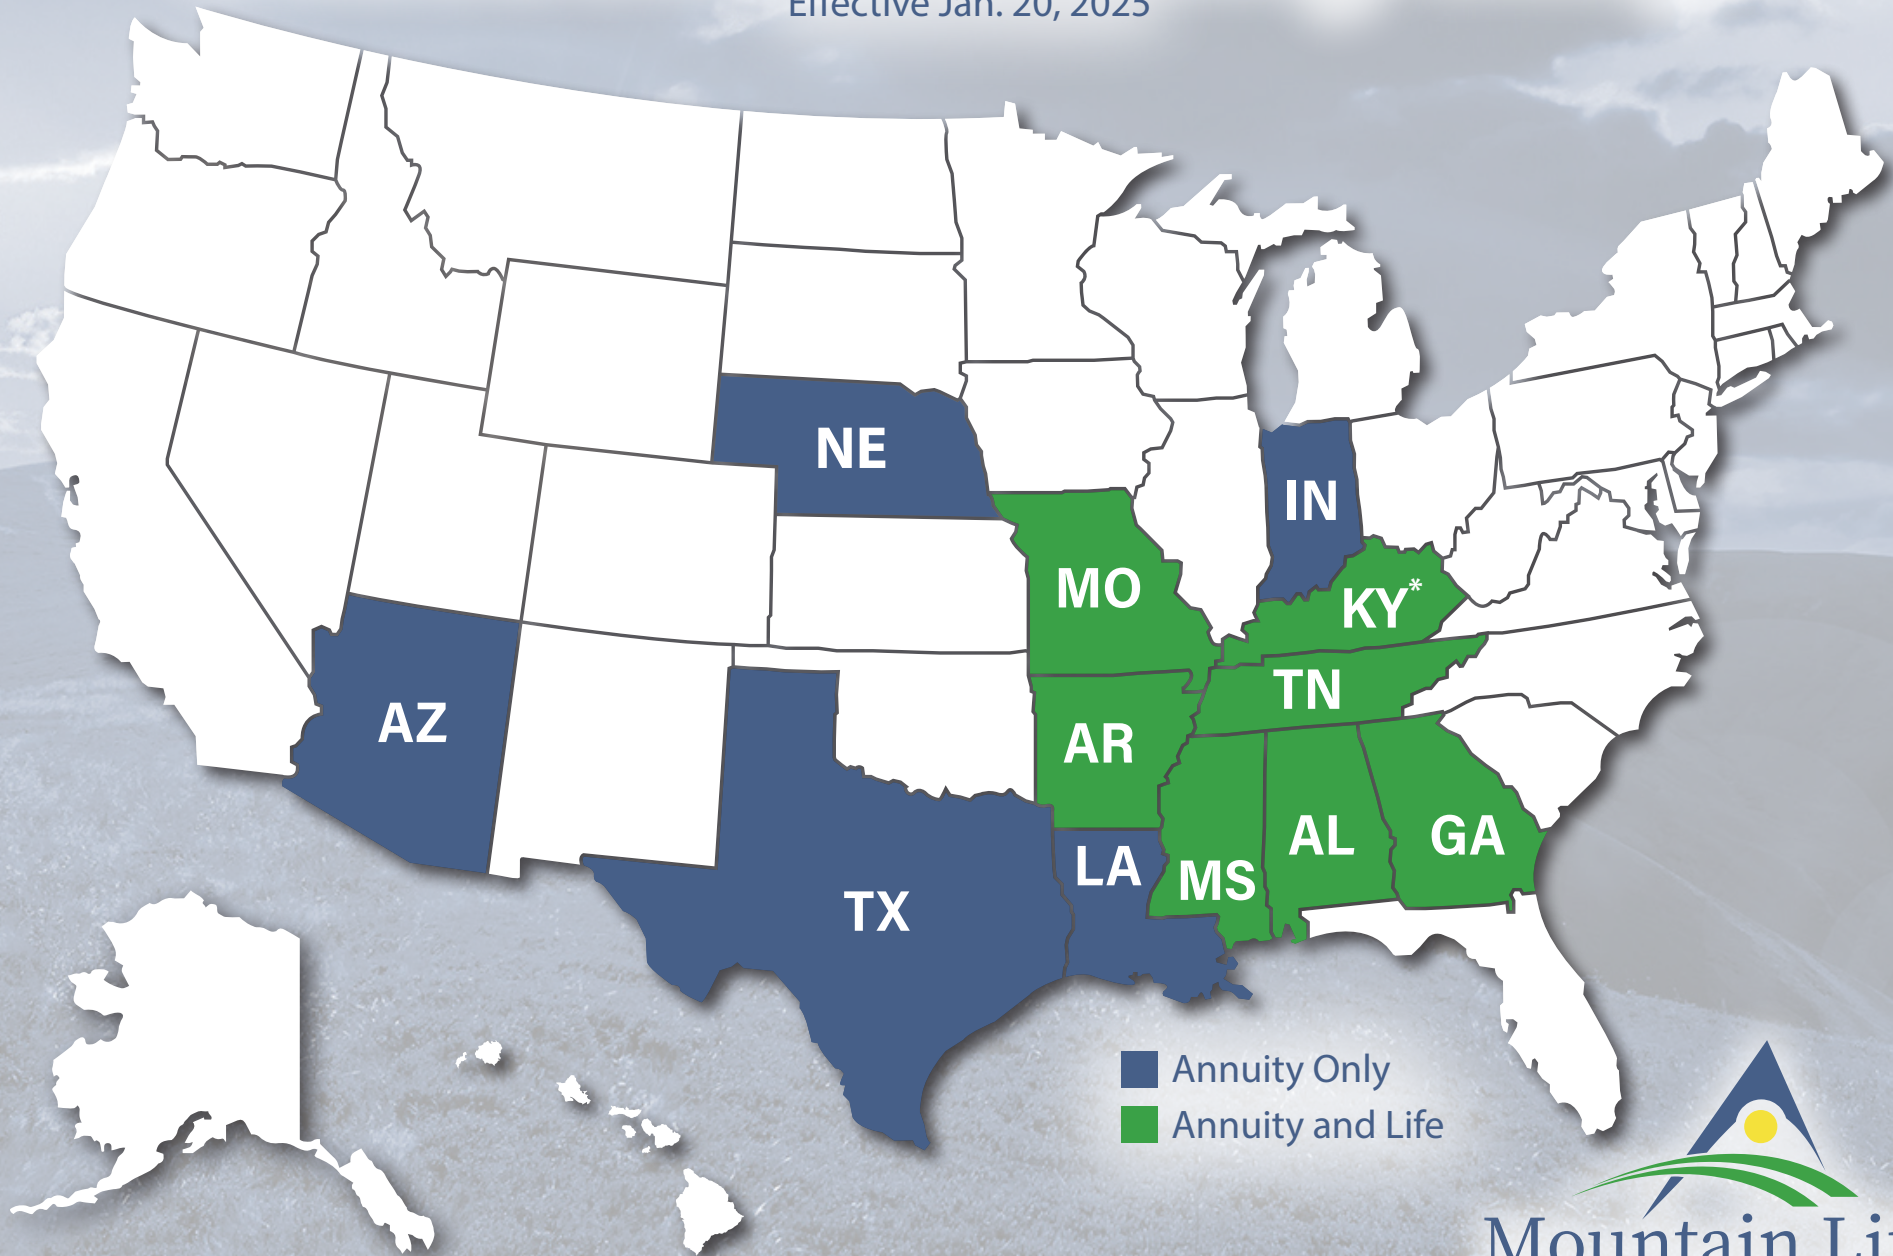 Effective Jan. 20, 2025
NE
IN
MO
KY*
TN
AZ
AR
AL
GA
LA
MS
TX
Annuity Only
Annuity and Life
Mountain